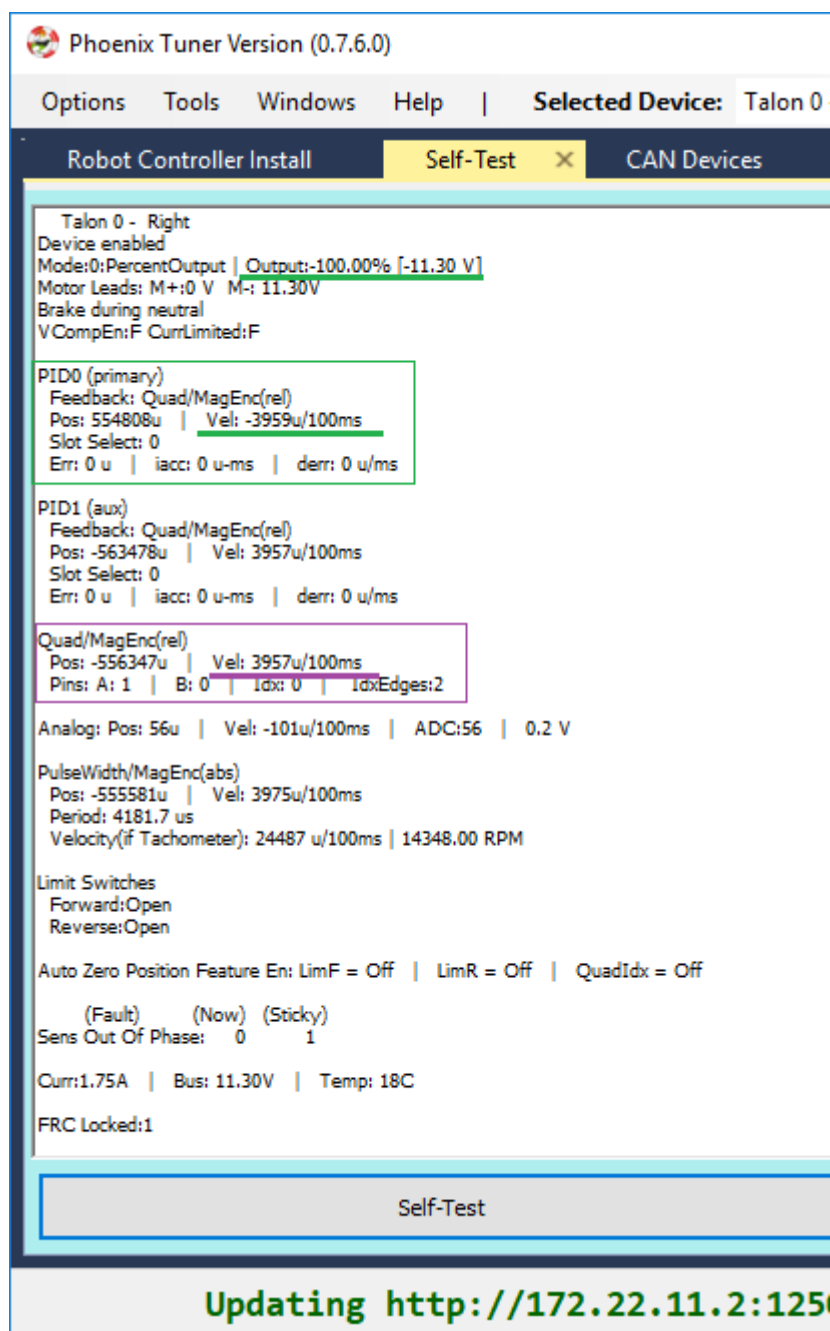 Phoenix Tuner Version (0.7.6.0)
Options Tools Windows Help | Selected Device: Talon 0 -
Robot Controller Install Self-Test × CAN Devices
Talon 0 - Right
Device enabled
Mode:0:PercentOutput | Output:-100.00% [-11.30 V]
Motor Leads: M+:0 V M-: 11.30V
Brake during neutral
VCompEn:F CurrLimited:F
PID0 (primary)
Feedback: Quad/MagEnc(rel)
Pos: 554808u | Vel: -3959u/100ms
Slot Select: 0
Err: 0 u | iacc: 0 u-ms | derr: 0 u/ms
PID1 (aux)
Feedback: Quad/MagEnc(rel)
Pos: -563478u | Vel: 3957u/100ms
Slot Select: 0
Err: 0 u | iacc: 0 u-ms | derr: 0 u/ms
Quad/MagEnc(rel)
Pos: -556347u | Vel: 3957u/100ms
Pins: A: 1 | B: 0 | Idx: 0 | IdxEdges:2
Analog: Pos: 56u | Vel: -101u/100ms | ADC:56 | 0.2 V
PulseWidth/MagEnc(abs)
Pos: -555581u | Vel: 3975u/100ms
Period: 4181.7 us
Velocity(if Tachometer): 24487 u/100ms | 14348.00 RPM
Limit Switches
Forward:Open
Reverse:Open
Auto Zero Position Feature En: LimF = Off | LimR = Off | QuadIdx = Off
(Fault) (Now) (Sticky)
Sens Out Of Phase: 0 1
Curr:1.75A | Bus: 11.30V | Temp: 18C
FRC Locked:1
Self-Test
Updating http://172.22.11.2:1250